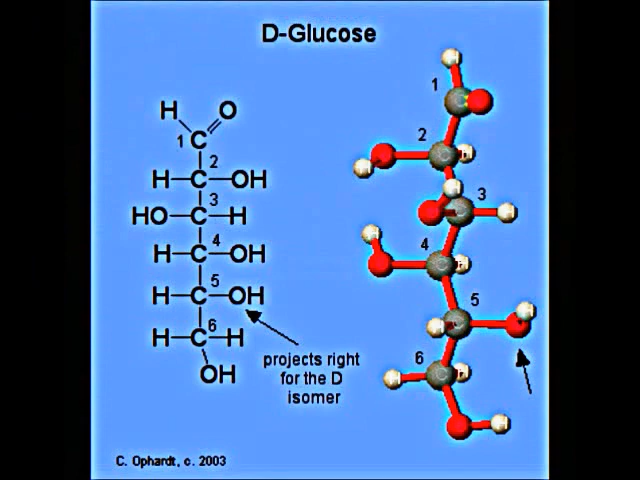 D-Glucose
H O
1 C
2
H C OH
3
HO C H
4
H C OH
5
H C OH
6
H C H
OH
projects right
for the D
isomer
1
2
3
4
5
6
C. Ophardt, c. 2003